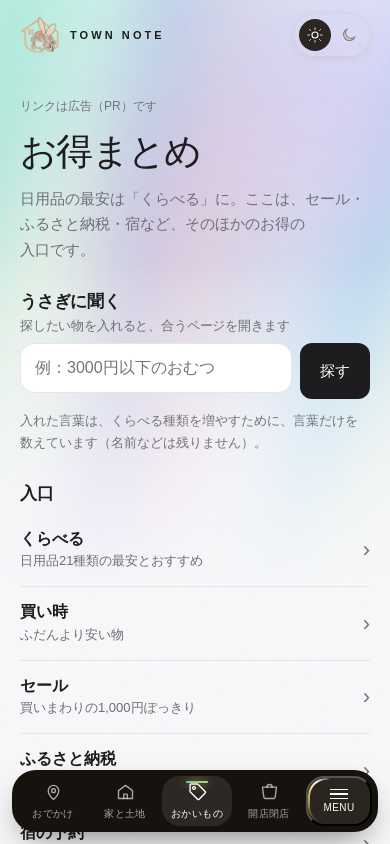 TOWN NOTE
リンクは広告（PR）です
お得まとめ
日用品の最安は「くらべる」に。ここは、セール・
ふるさと納税・宿など、そのほかのお得の
入口です。
うさぎに聞く
探したい物を入れると、合うページを開きます
例：3000円以下のおむつ
探す
入れた言葉は、くらべる種類を増やすために、言葉だけを
数えています（名前などは残りません）。
入口
くらべる
日用品21種類の最安とおすすめ
買い時
ふだんより安い物
セール
買いまわりの1,000円ぽっきり
ふるさと納税
宿の予約
おでかけ
家と土地
おかいもの
開店閉店
MENU